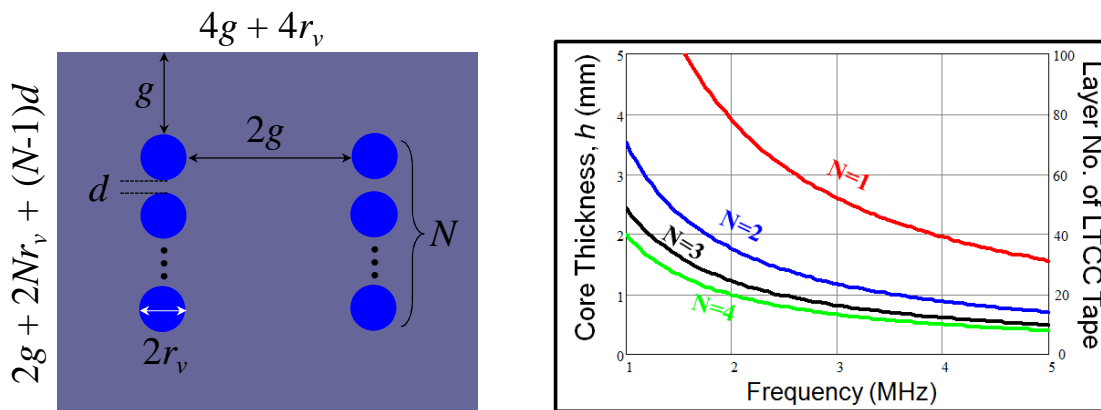 4g + 4r_v
2g + 2Nr_v + (N-1)d
g
2g
d
N
2r_v
Core Thickness, h (mm)
5
4
3
2
1
0
N=1
N=2
N=3
N=4
1
2
3
4
5
Frequency (MHz)
100
80
60
40
20
0
Layer No. of LTCC Tape